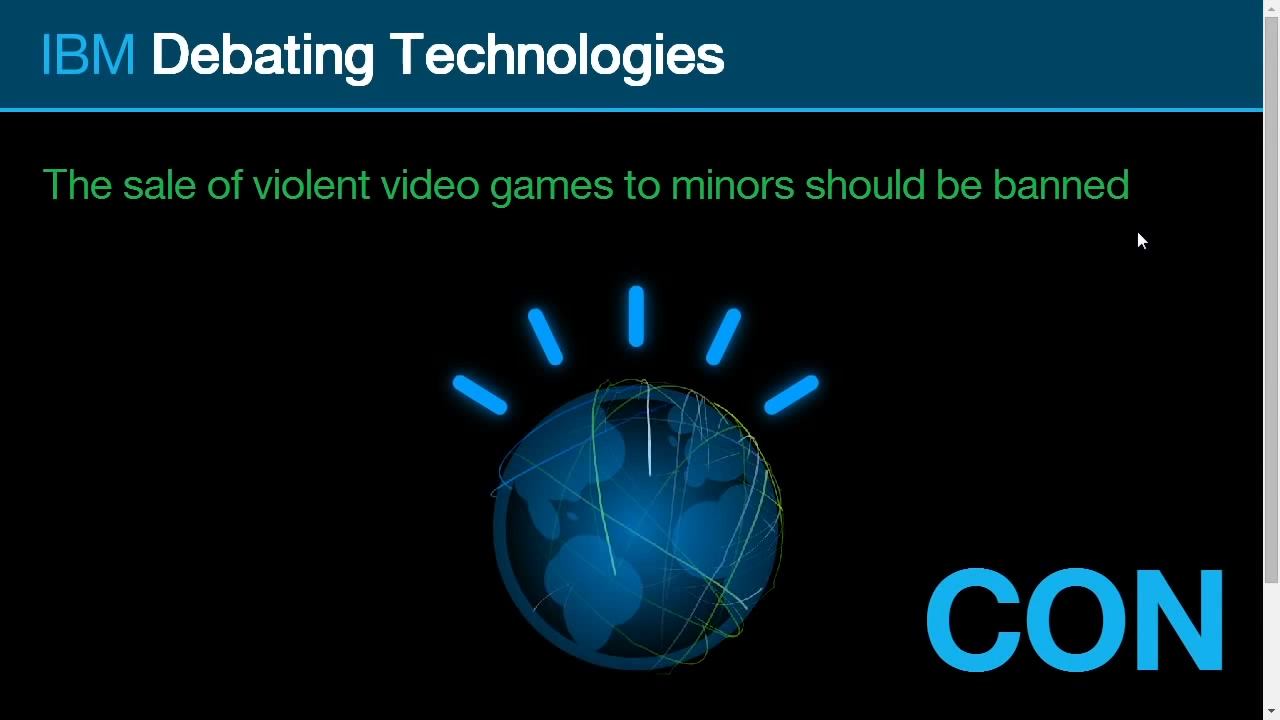 IBM Debating Technologies
The sale of violent video games to minors should be banned
CON